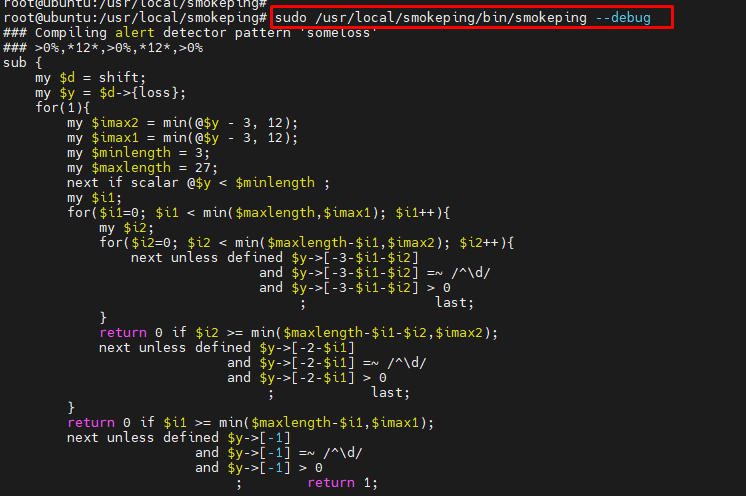 root@ubuntu:/usr/local/smokeping#
root@ubuntu:/usr/local/smokeping# sudo /usr/local/smokeping/bin/smokeping --debug
### Compiling alert detector pattern 'someloss'
### >0%,*12*,>0%,*12*,>0%
sub {
    my $d = shift;
    my $y = $d->{loss};
    for(1){
        my $imax2 = min(@$y - 3, 12);
        my $imax1 = min(@$y - 3, 12);
        my $minlength = 3;
        my $maxlength = 27;
        next if scalar @$y < $minlength ;
        my $i1;
        for($i1=0; $i1 < min($maxlength,$imax1); $i1++){
            my $i2;
            for($i2=0; $i2 < min($maxlength-$i1,$imax2); $i2++){
                next unless defined $y->[-3-$i1-$i2]
                                and $y->[-3-$i1-$i2] =~ /^\d/
                                and $y->[-3-$i1-$i2] > 0
                                     ;                last;
            }
            return 0 if $i2 >= min($maxlength-$i1-$i2,$imax2);
            next unless defined $y->[-2-$i1]
                            and $y->[-2-$i1] =~ /^\d/
                            and $y->[-2-$i1] > 0
                                 ;            last;
        }
        return 0 if $i1 >= min($maxlength-$i1,$imax1);
        next unless defined $y->[-1]
                        and $y->[-1] =~ /^\d/
                        and $y->[-1] > 0
                             ;        return 1;